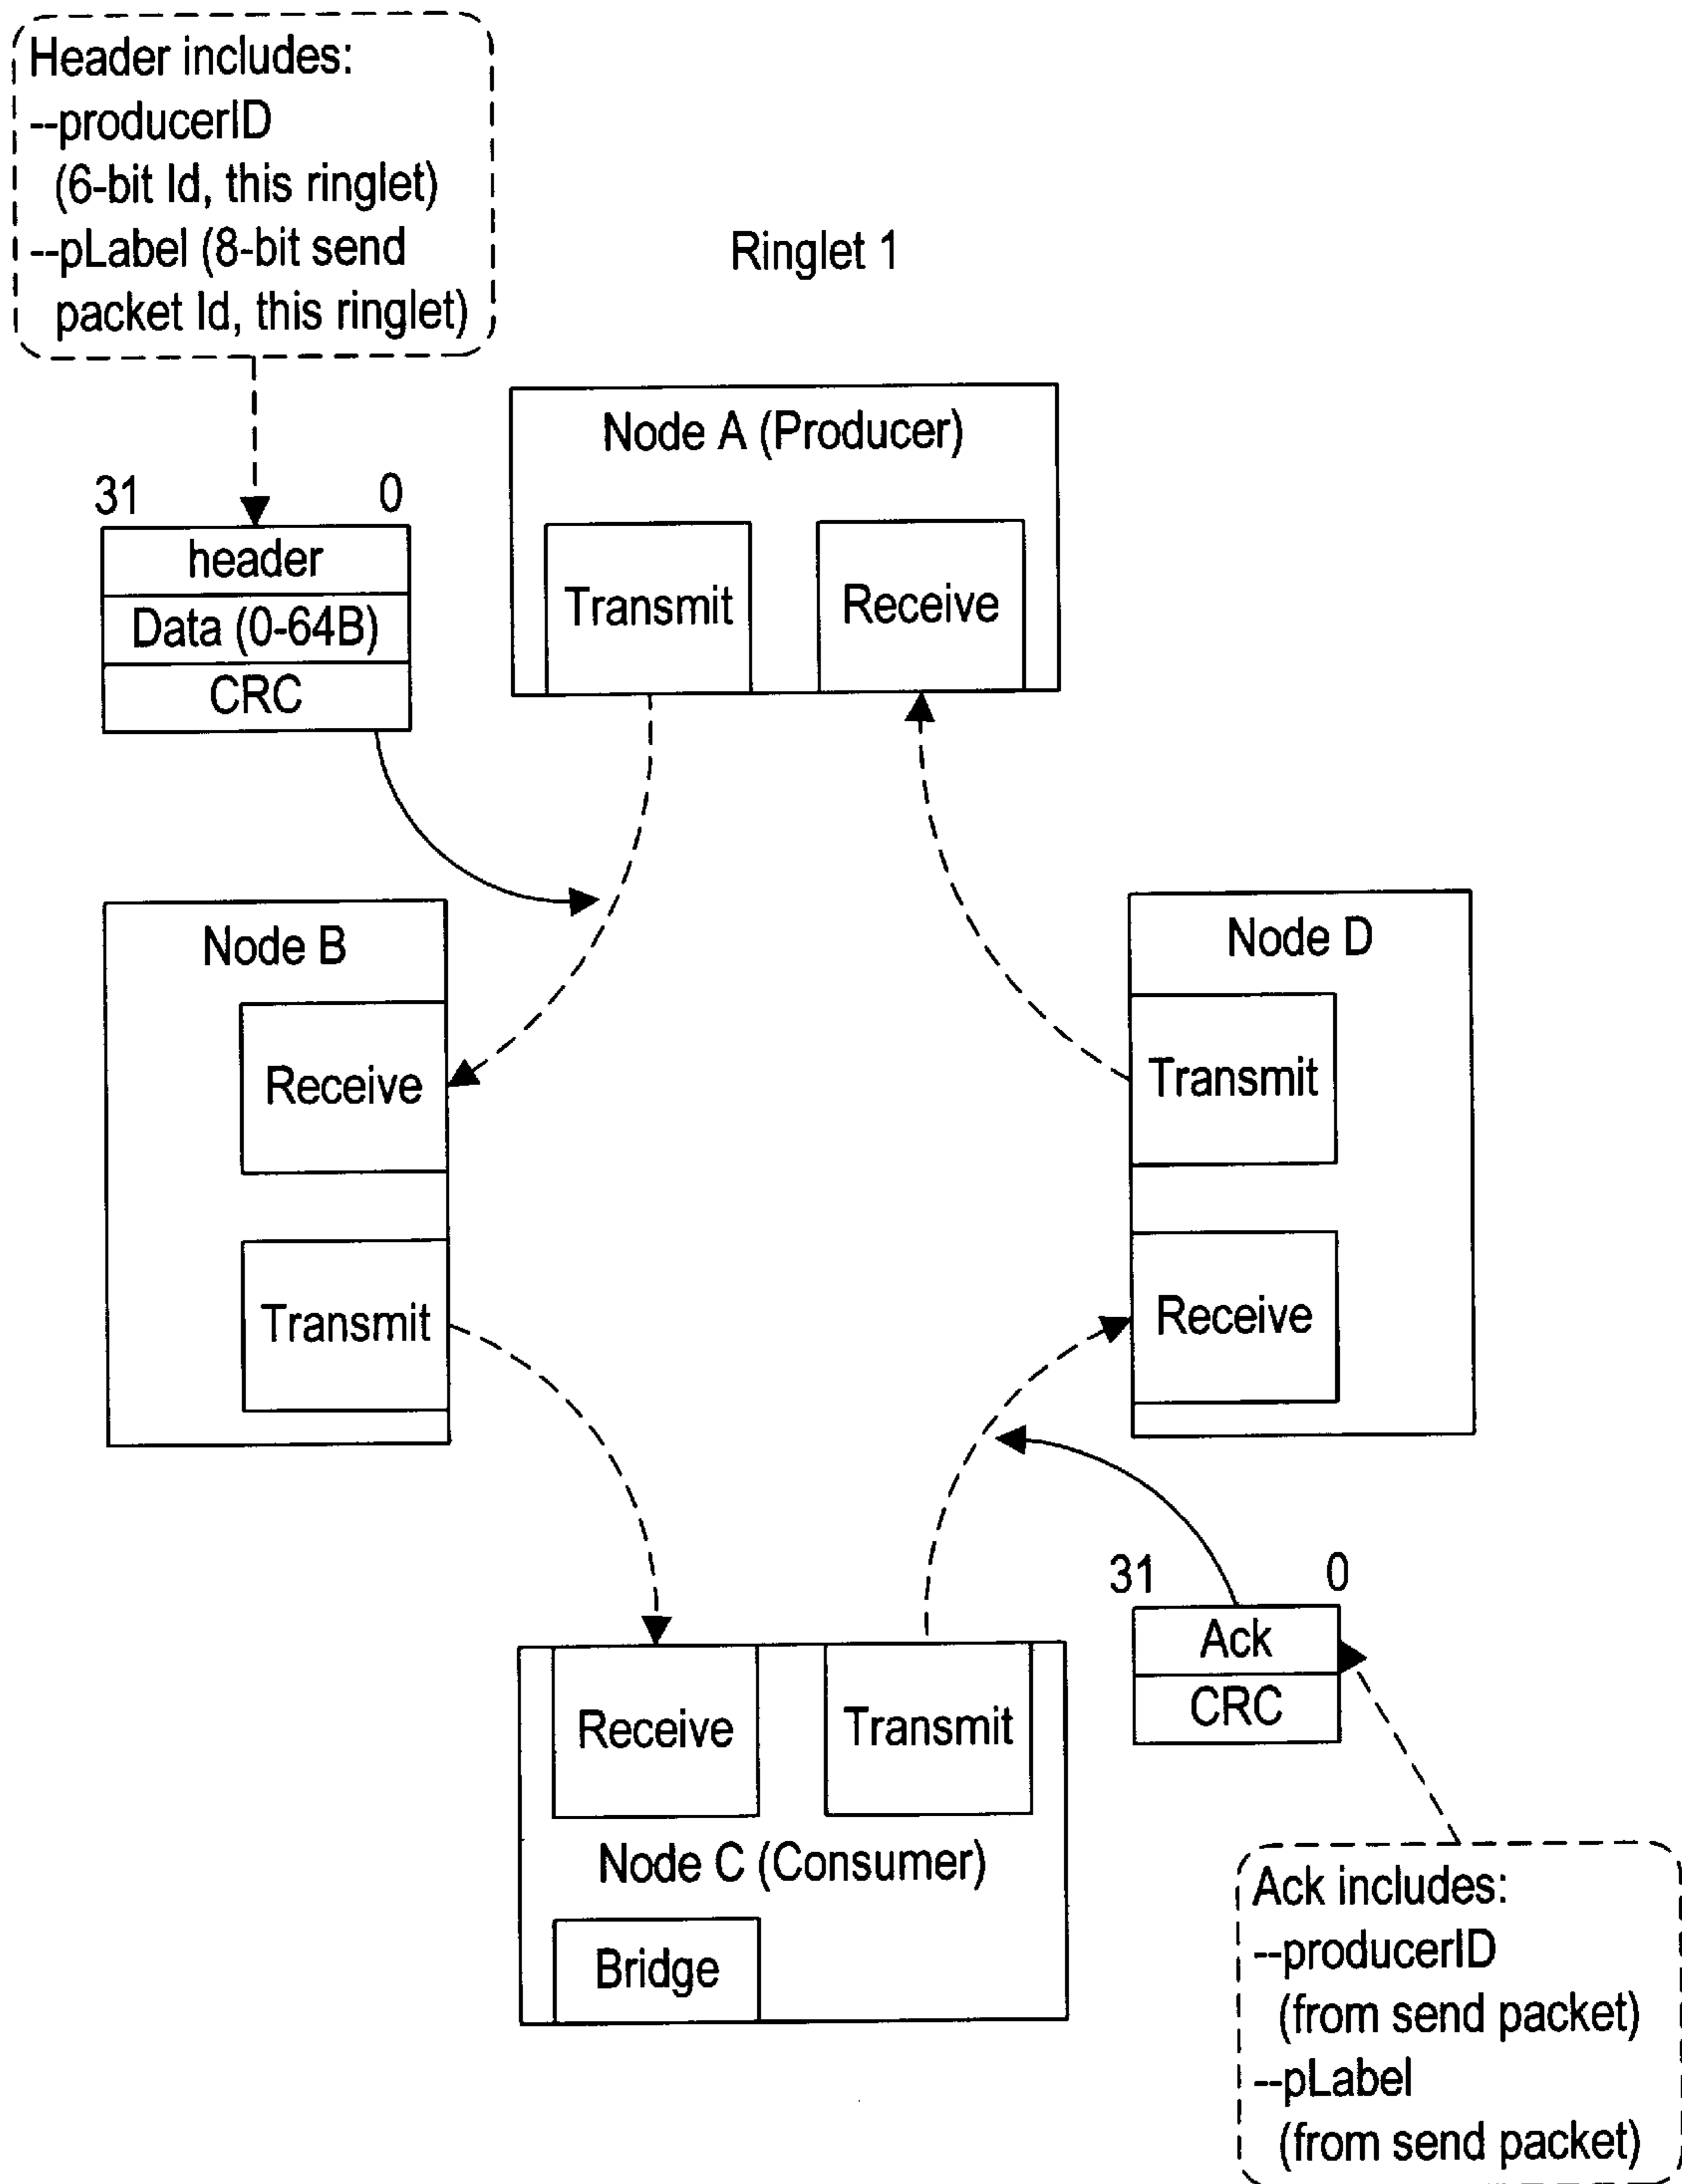 Header includes:
--producerID
(6-bit Id, this ringlet)
--pLabel (8-bit send
packet Id, this ringlet)
Ringlet 1
Node A (Producer)
Transmit
Receive
31 0
header
Data (0-64B)
CRC
Node B
Receive
Transmit
Node D
Transmit
Receive
31 0
Ack
CRC
Receive
Transmit
Node C (Consumer)
Bridge
Ack includes:
--producerID
(from send packet)
--pLabel
(from send packet)